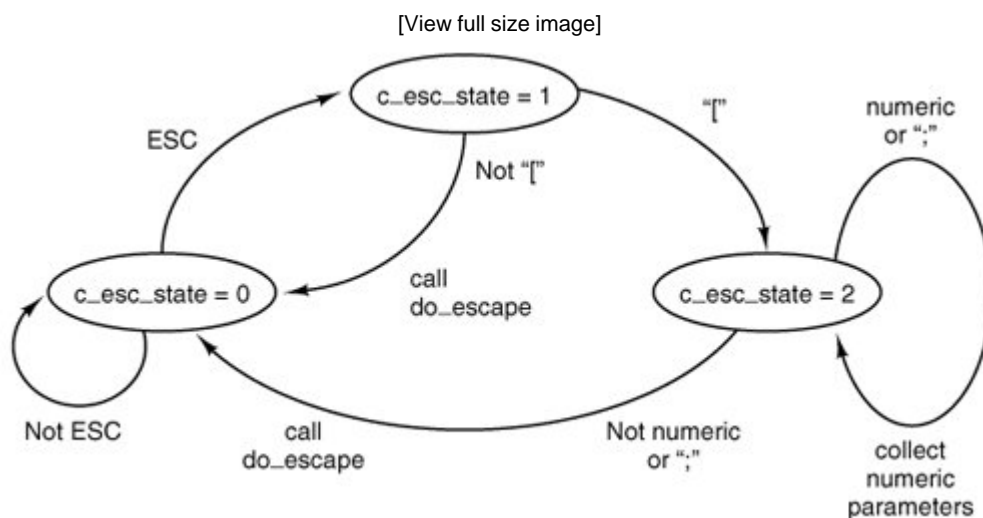 [View full size image]
c_esc_state = 1
ESC
"["
Not "["
numeric
or ";"
c_esc_state = 0
call
do_escape
c_esc_state = 2
Not ESC
call
do_escape
Not numeric
or ";"
collect
numeric
parameters